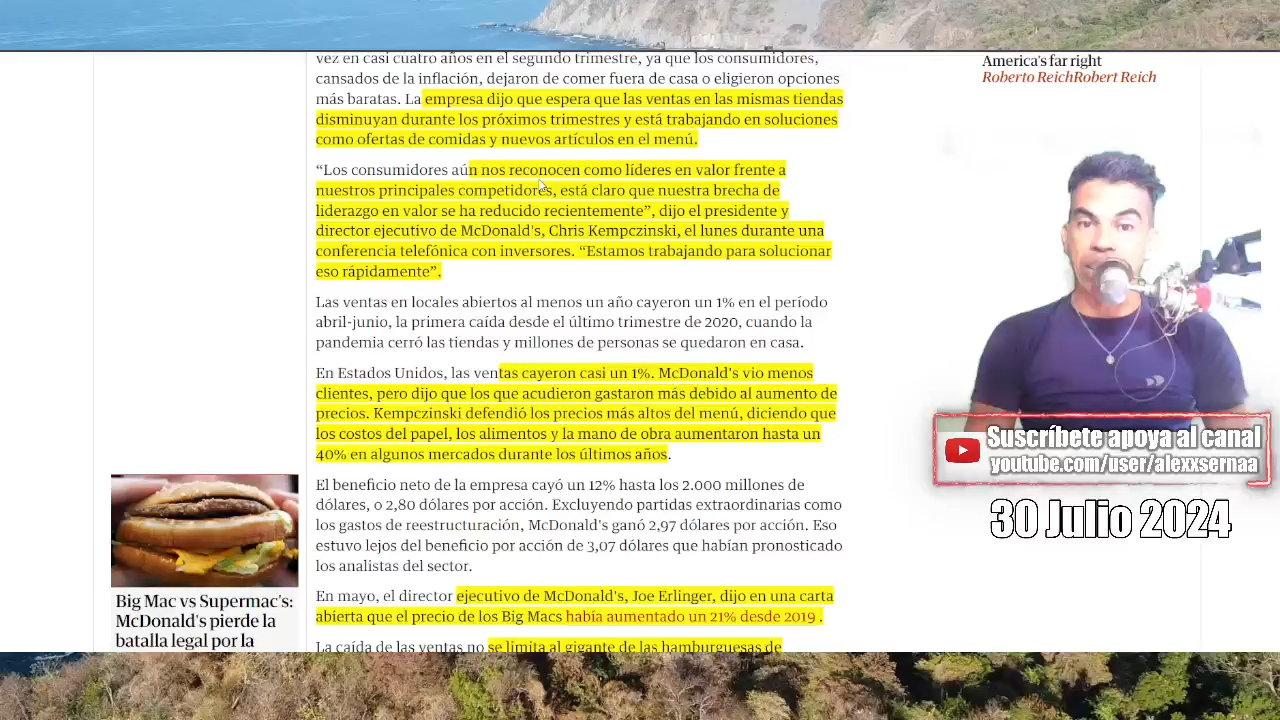 vez en casi cuatro años en el segundo trimestre, ya que los consumidores,
cansados de la inflación, dejaron de comer fuera de casa o eligieron opciones
más baratas. La empresa dijo que espera que las ventas en las mismas tiendas
disminuyan durante los próximos trimestres y está trabajando en soluciones
como ofertas de comidas y nuevos artículos en el menú.
“Los consumidores aún nos reconocen como líderes en valor frente a
nuestros principales competidores, está claro que nuestra brecha de
liderazgo en valor se ha reducido recientemente”, dijo el presidente y
director ejecutivo de McDonald's, Chris Kempczinski, el lunes durante una
conferencia telefónica con inversores. “Estamos trabajando para solucionar
eso rápidamente”.
Las ventas en locales abiertos al menos un año cayeron un 1% en el período
abril-junio, la primera caída desde el último trimestre de 2020, cuando la
pandemia cerró las tiendas y millones de personas se quedaron en casa.
En Estados Unidos, las ventas cayeron casi un 1%. McDonald's vio menos
clientes, pero dijo que los que acudieron gastaron más debido al aumento de
precios. Kempczinski defendió los precios más altos del menú, diciendo que
los costos del papel, los alimentos y la mano de obra aumentaron hasta un
40% en algunos mercados durante los últimos años.
El beneficio neto de la empresa cayó un 12% hasta los 2.000 millones de
dólares, o 2,80 dólares por acción. Excluyendo partidas extraordinarias como
los gastos de reestructuración, McDonald's ganó 2,97 dólares por acción. Eso
estuvo lejos del beneficio por acción de 3,07 dólares que habían pronosticado
los analistas del sector.
En mayo, el director ejecutivo de McDonald's, Joe Erlinger, dijo en una carta
abierta que el precio de los Big Macs había aumentado un 21% desde 2019 .
La caída de las ventas no se limita al gigante de las hamburguesas de
Big Mac vs Supermac's:
McDonald's pierde la
batalla legal por la
America's far right
Roberto ReichRobert Reich
Suscríbete apoya al canal
youtube.com/user/alexxsernaa
30 Julio 2024